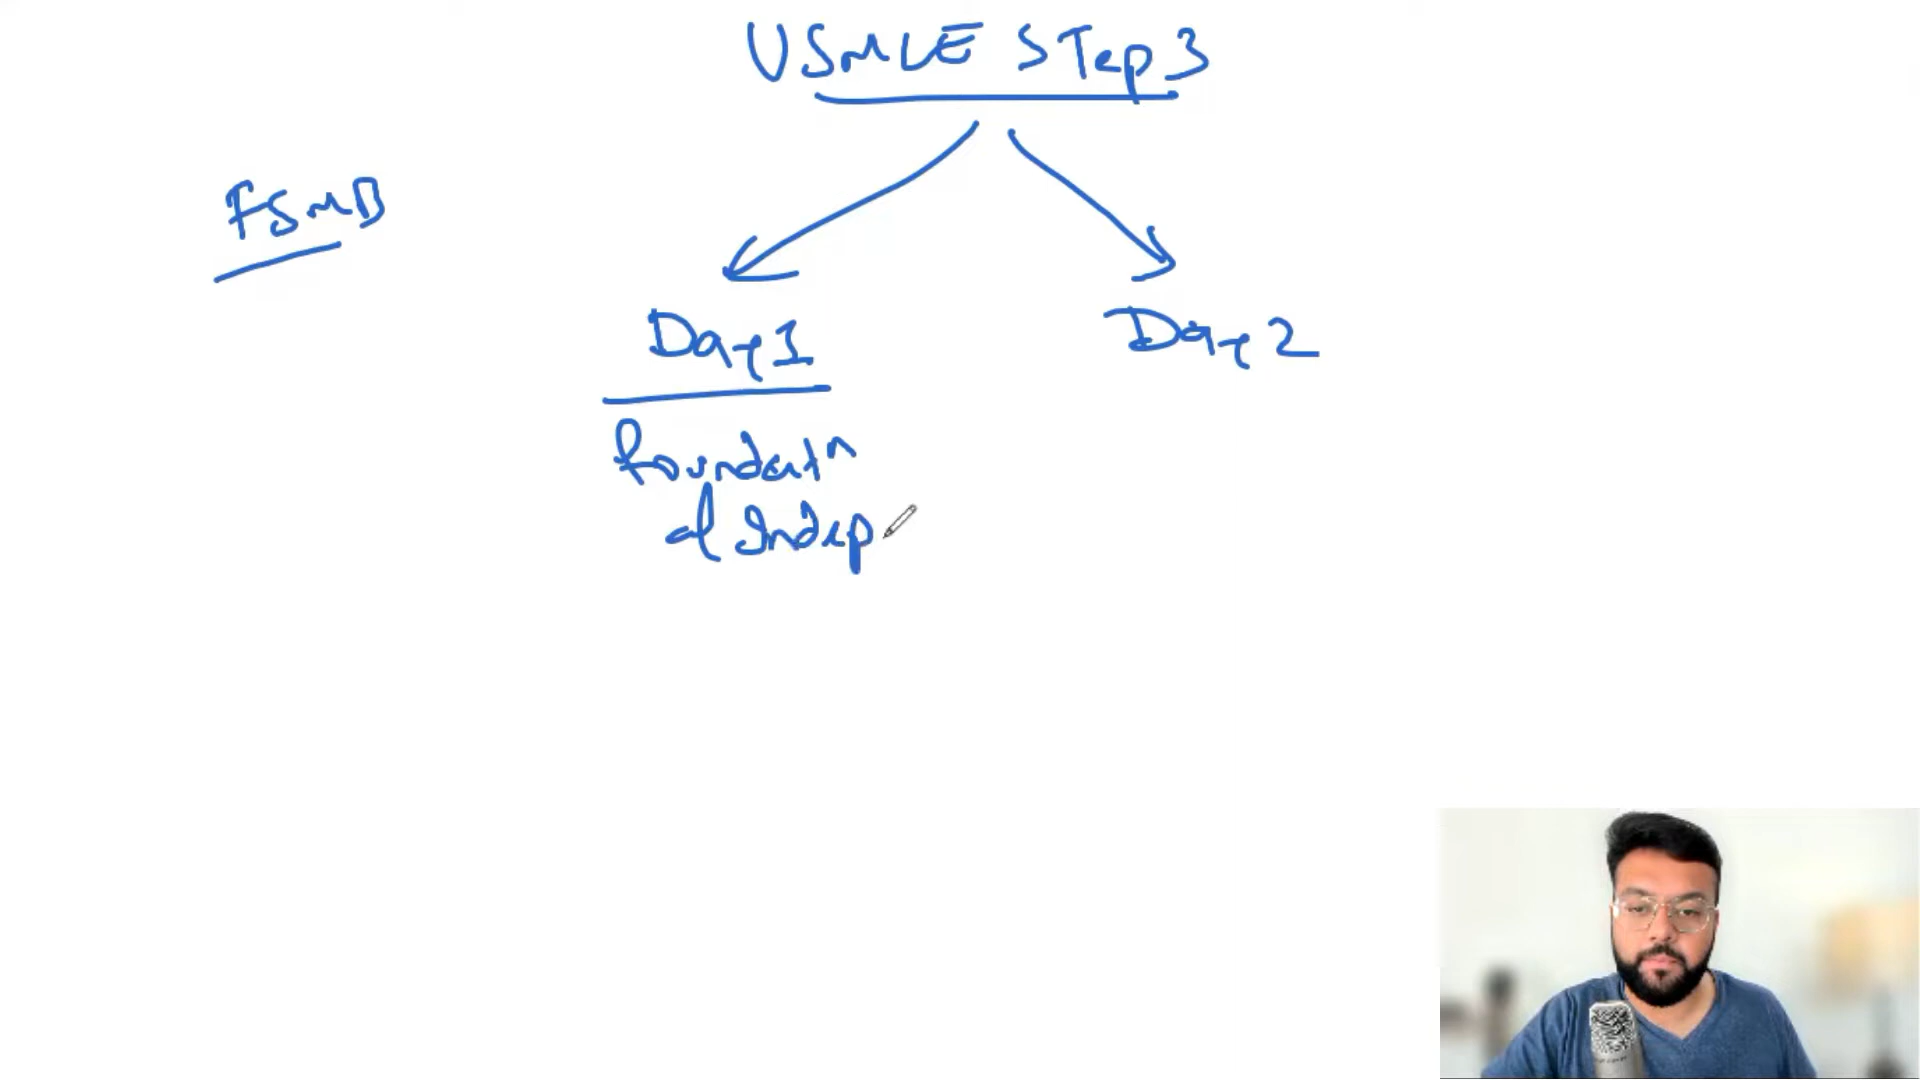 USMLE STep 3
FSMB
Day 1
Day 2
foundatn
of Indep